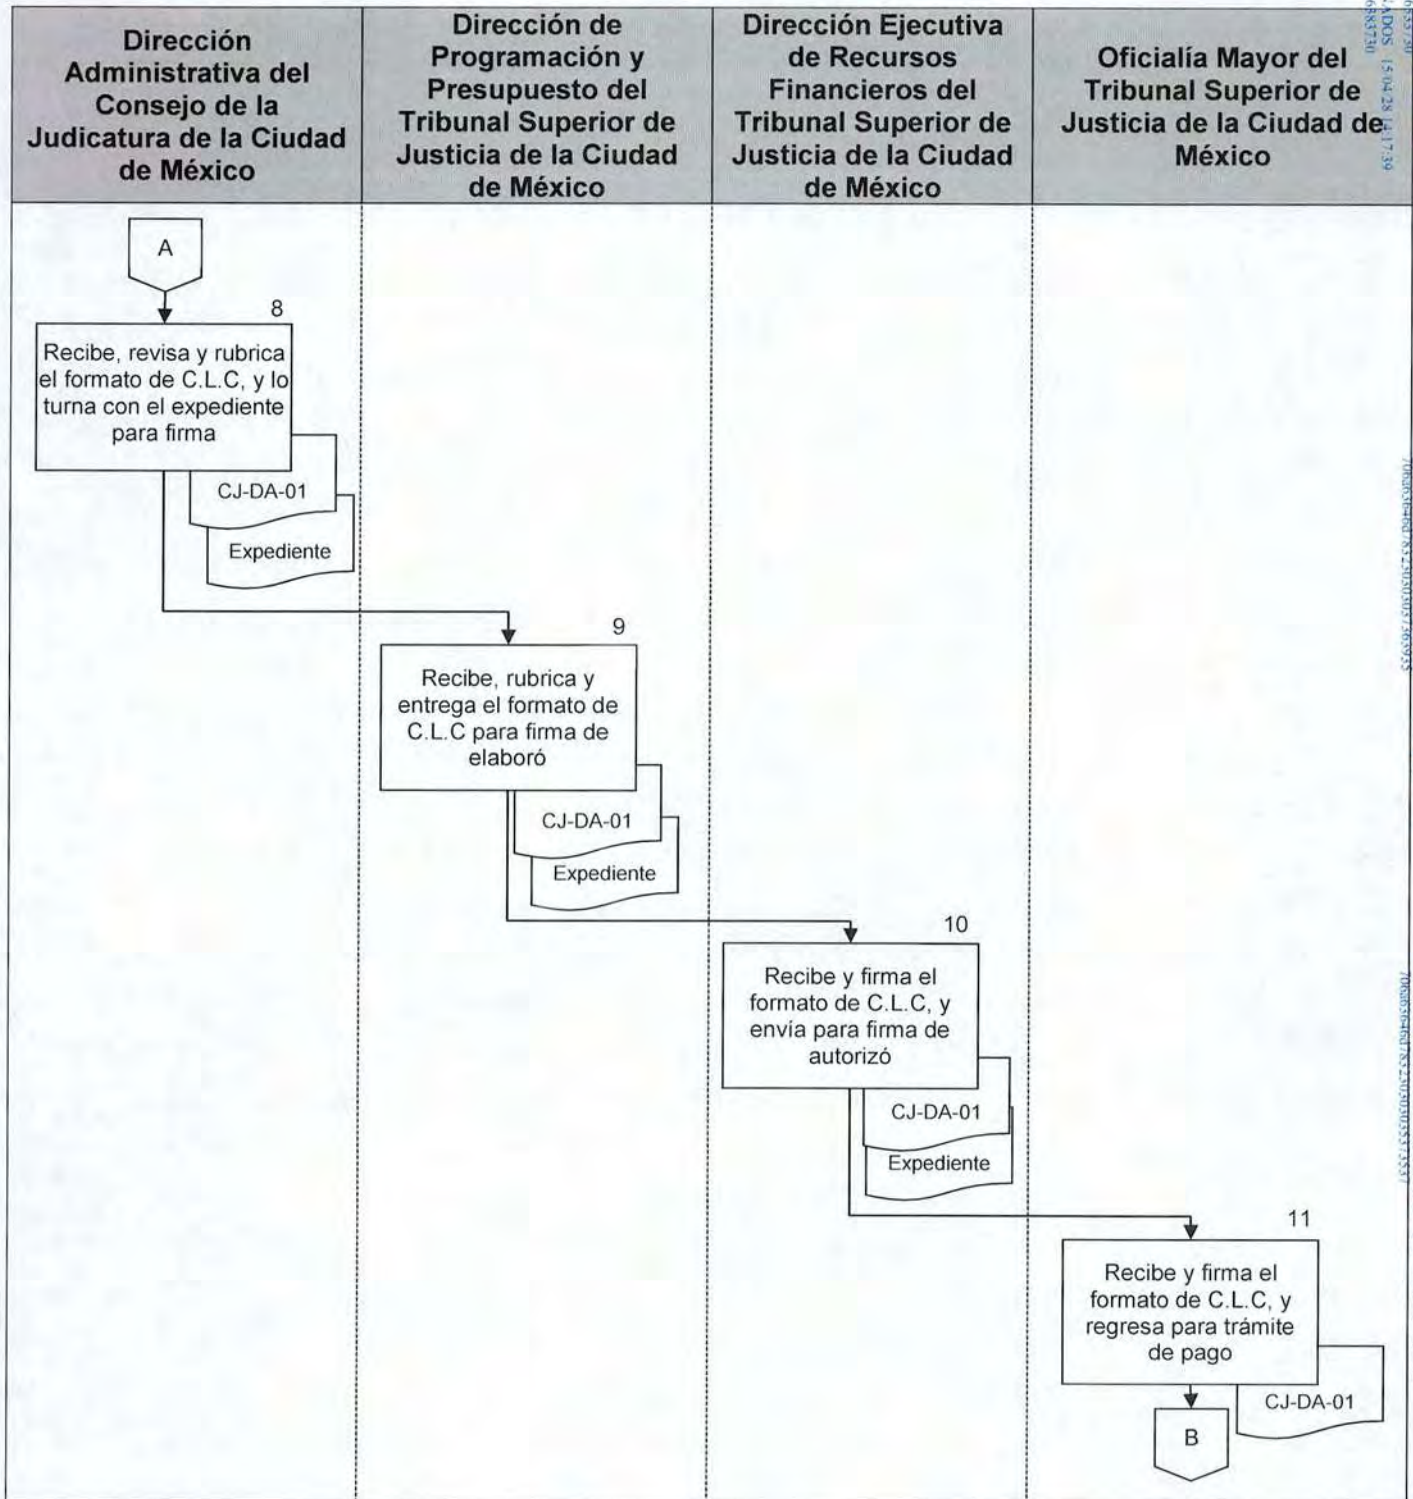 Dirección
Administrativa del
Consejo de la
Judicatura de la Ciudad
de México
Dirección de
Programación y
Presupuesto del
Tribunal Superior de
Justicia de la Ciudad
de México
Dirección Ejecutiva
de Recursos
Financieros del
Tribunal Superior de
Justicia de la Ciudad
de México
Oficialía Mayor del
Tribunal Superior de
Justicia de la Ciudad de
México
A
8
Recibe, revisa y rubrica
el formato de C.L.C, y lo
turna con el expediente
para firma
CJ-DA-01
Expediente
9
Recibe, rubrica y
entrega el formato de
C.L.C para firma de
elaboró
CJ-DA-01
Expediente
10
Recibe y firma el
formato de C.L.C, y
envía para firma de
autorizó
CJ-DA-01
Expediente
11
Recibe y firma el
formato de C.L.C, y
regresa para trámite
de pago
CJ-DA-01
B